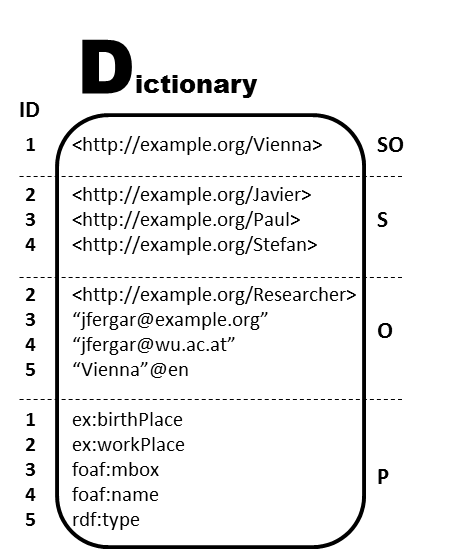 Dictionary
ID
1 <http://example.org/Vienna> SO
2 <http://example.org/Javier>
3 <http://example.org/Paul> S
4 <http://example.org/Stefan>
2 <http://example.org/Researcher>
3 “jfergar@example.org”
O
4 “jfergar@wu.ac.at”
5 “Vienna”@en
1 ex:birthPlace
2 ex:workPlace
3 foaf:mbox
P
4 foaf:name
5 rdf:type